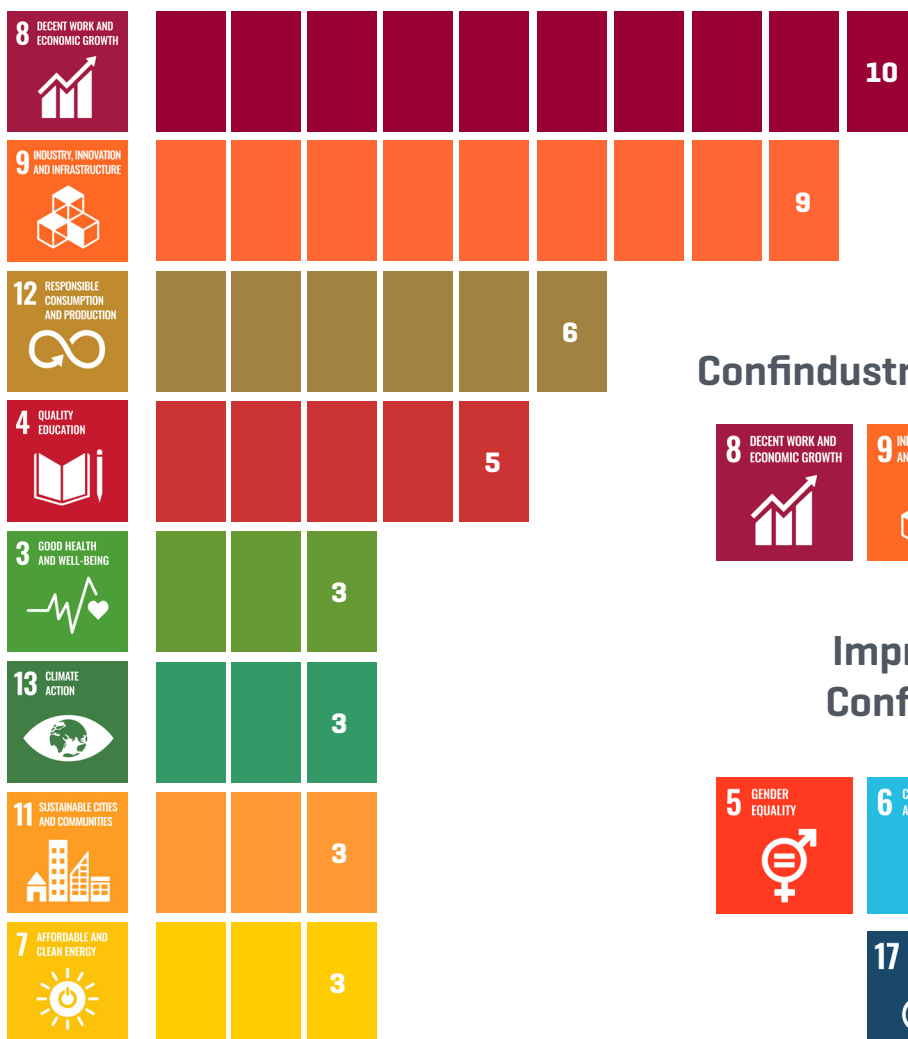 8 DECENT WORK AND
ECONOMIC GROWTH
10
9 INDUSTRY, INNOVATION
AND INFRASTRUCTURE
9
12 RESPONSIBLE
CONSUMPTION
AND PRODUCTION
6
4 QUALITY
EDUCATION
5
3 GOOD HEALTH
AND WELL-BEING
3
13 CLIMATE
ACTION
3
11 SUSTAINABLE CITIES
AND COMMUNITIES
3
7 AFFORDABLE AND
CLEAN ENERGY
3
Confindustr
8 DECENT WORK AND
ECONOMIC GROWTH
9
Impr
Conf
5 GENDER
EQUALITY
6
17